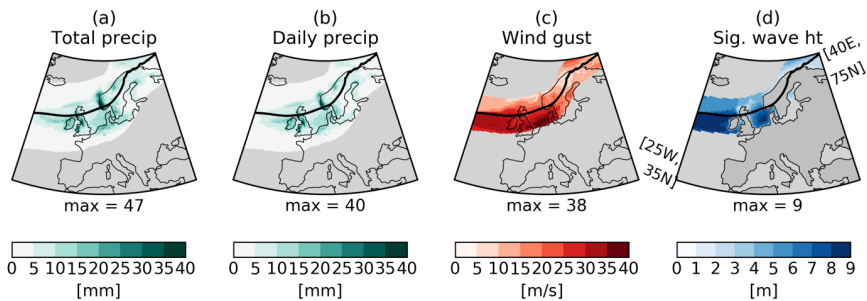 (a) (b) (c) (d)
Total precip Daily precip Wind gust Sig. wave ht
[40E,
75N]
[25W,
35N]
max = 47 max = 40 max = 38 max = 9
0 5 10 15 20 25 30 35 40 0 5 10 15 20 25 30 35 40 0 5 10 15 20 25 30 35 40 0 1 2 3 4 5 6 7 8 9
[mm] [mm] [m/s] [m]